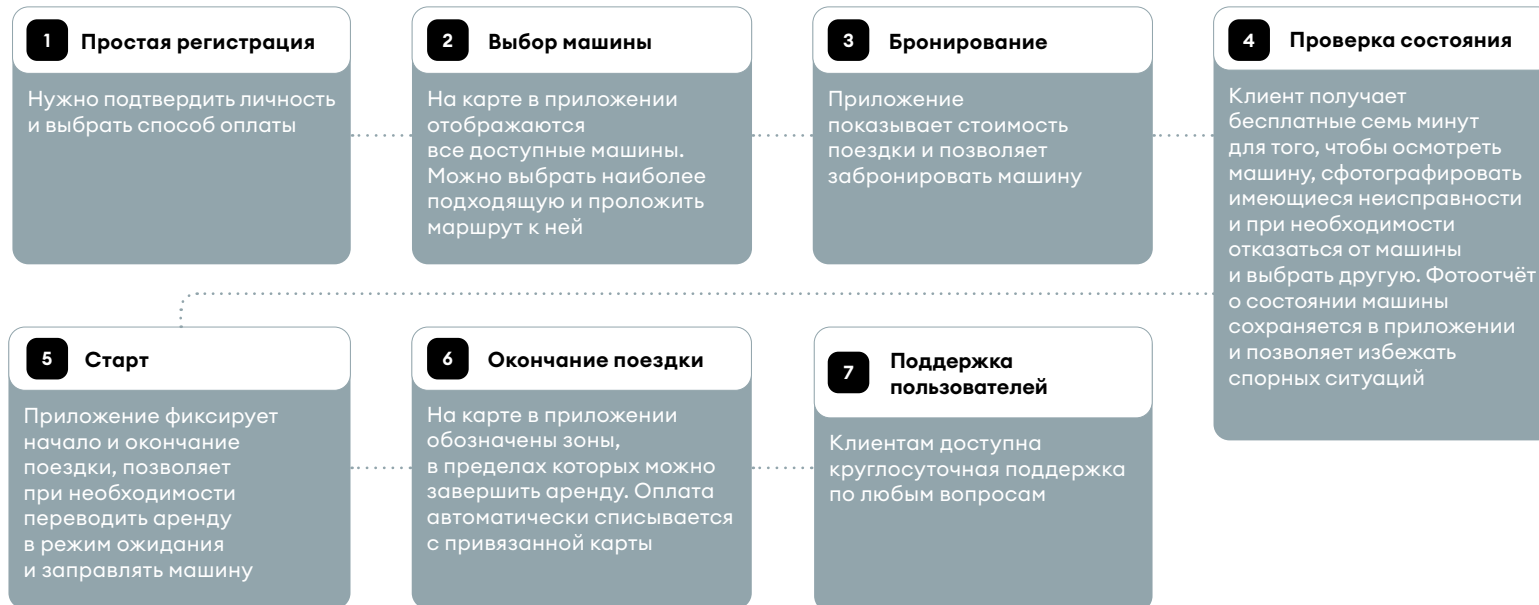 1
Простая регистрация
Нужно подтвердить личность
и выбрать способ оплаты
2
Выбор машины
На карте в приложении
отображаются
все доступные машины.
Можно выбрать наиболее
подходящую и проложить
маршрут к ней
3
Бронирование
Приложение
показывает стоимость
поездки и позволяет
забронировать машину
4
Проверка состояния
Клиент получает
бесплатные семь минут
для того, чтобы осмотреть
машину, сфотографировать
имеющиеся неисправности
и при необходимости
отказаться от машины
и выбрать другую. Фотоотчёт
о состоянии машины
сохраняется в приложении
и позволяет избежать
спорных ситуаций
5
Старт
Приложение фиксирует
начало и окончание
поездки, позволяет
при необходимости
переводить аренду
в режим ожидания
и заправлять машину
6
Окончание поездки
На карте в приложении
обозначены зоны,
в пределах которых можно
завершить аренду. Оплата
автоматически списывается
с привязанной карты
7
Поддержка
пользователей
Клиентам доступна
круглосуточная поддержка
по любым вопросам